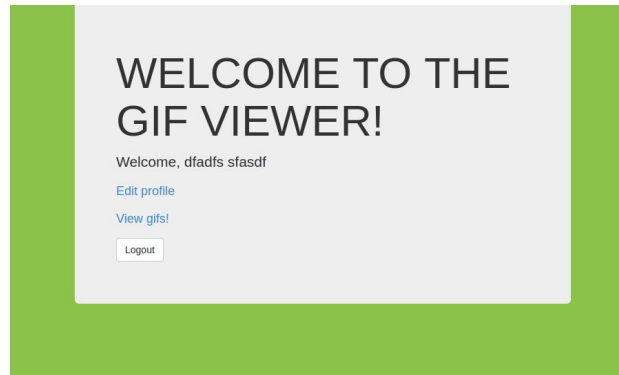 WELCOME TO THE
GIF VIEWER!
Welcome, dfadfs sfasdf
Edit profile
View gifs!
Logout